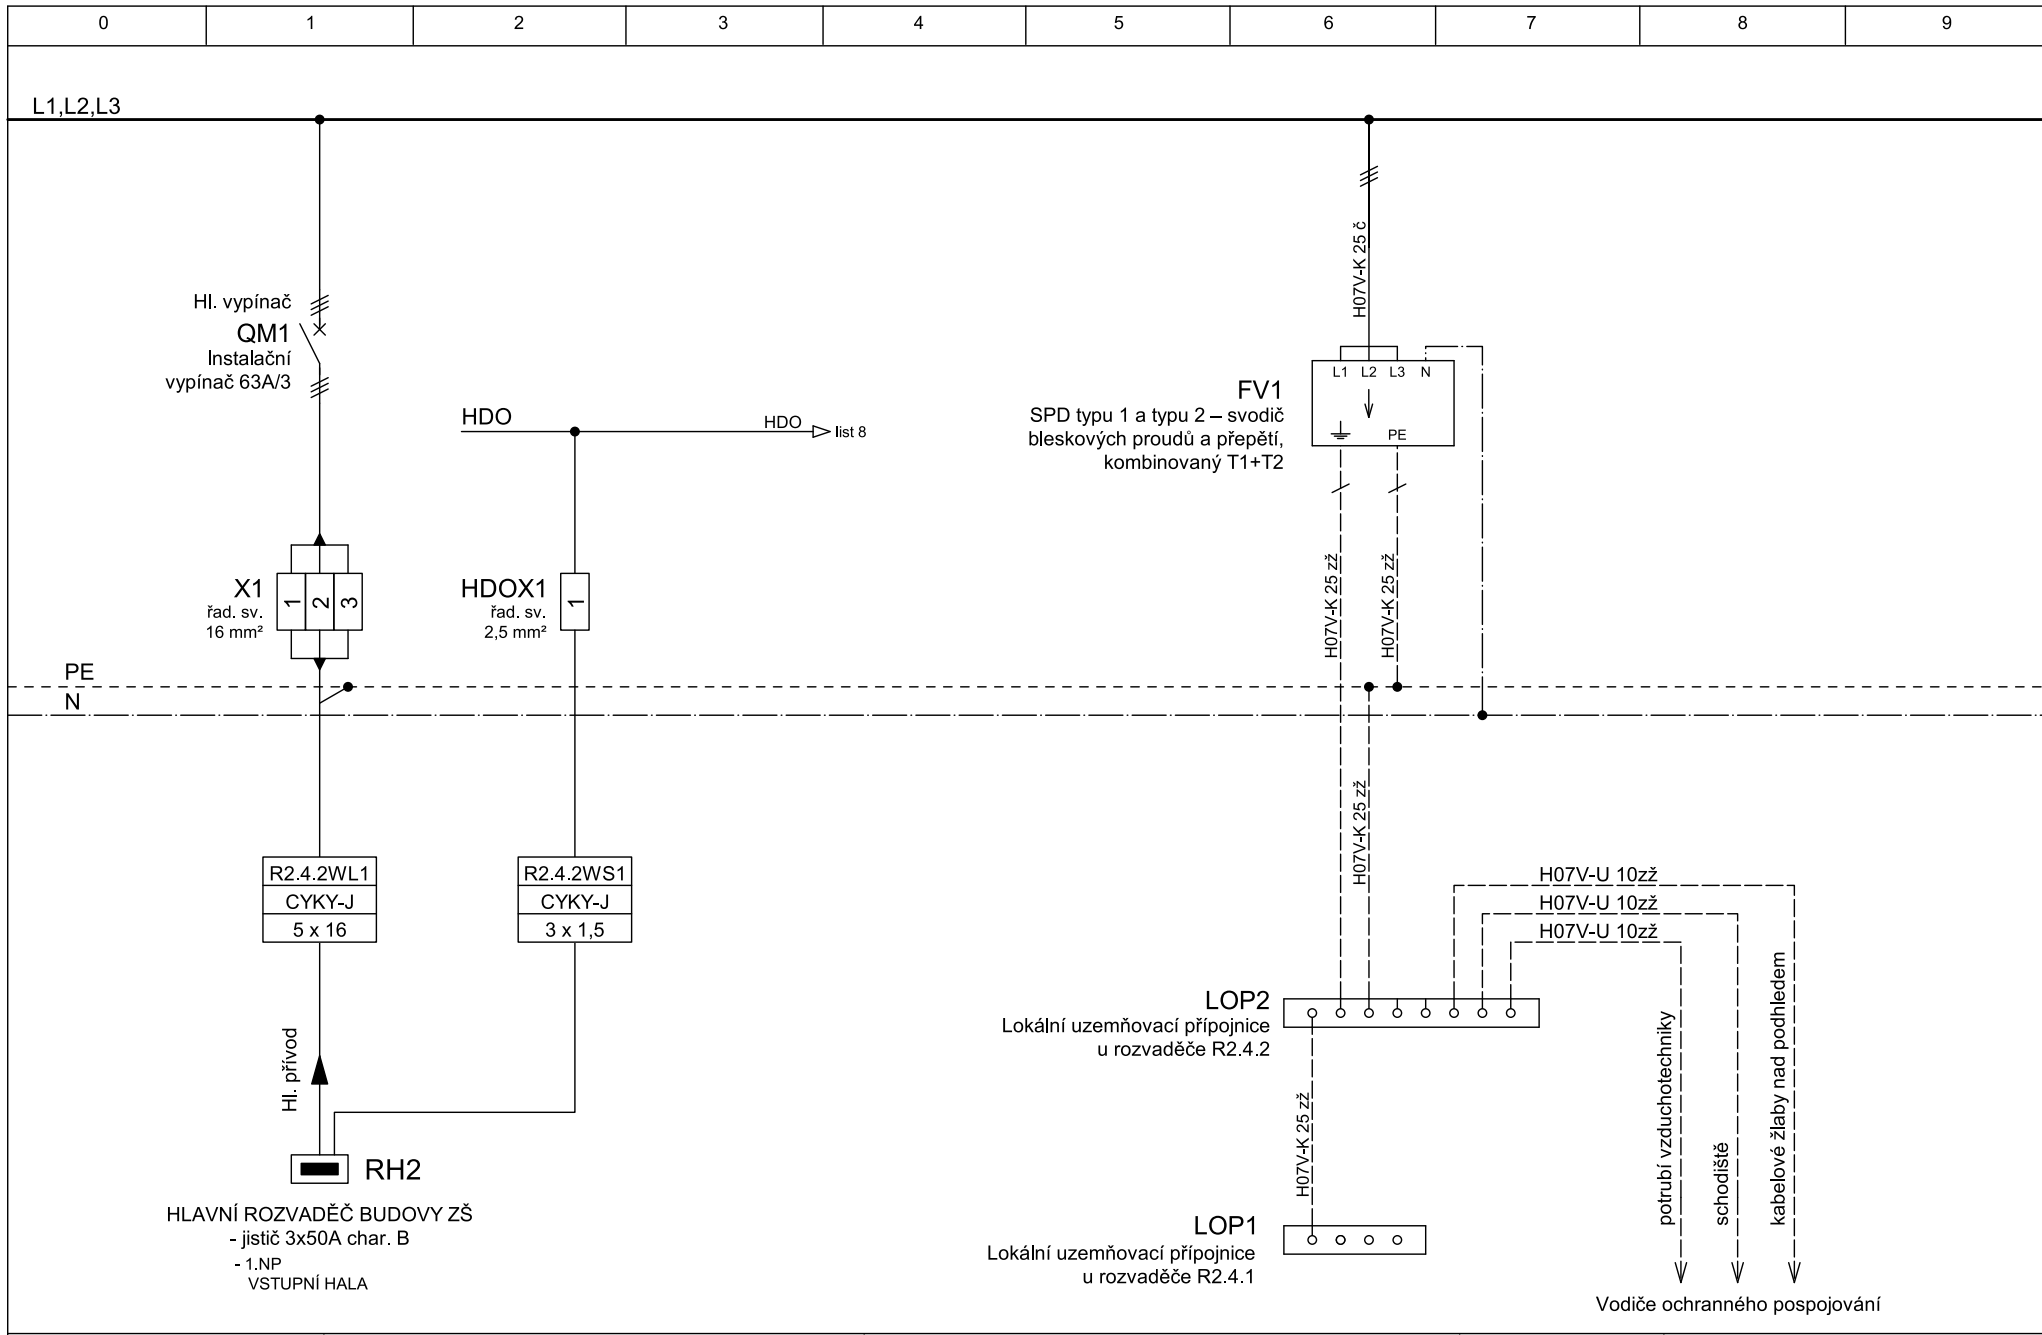 0 1 2 3 4 5 6 7 8 9
L1,L2,L3
Hl. vypínač
QM1
Instalační
vypínač 63A/3
HDO
HDO
list 8
H07V-K 25 č
FV1
SPD typu 1 a typu 2 – svodič
bleskových proudů a přepětí,
kombinovaný T1+T2
L1 L2 L3 N
PE
X1
řad. sv.
16 mm²
1 2 3
HDOX1
řad. sv.
2,5 mm²
1
H07V-K 25 zž
H07V-K 25 zž
PE
N
H07V-K 25 zž
R2.4.2WL1
CYKY-J
5 x 16
R2.4.2WS1
CYKY-J
3 x 1,5
H07V-U 10zž
H07V-U 10zž
H07V-U 10zž
Hl. přívod
LOP2
Lokální uzemňovací přípojnice
u rozvaděče R2.4.2
H07V-K 25 zž
potrubí vzduchotechniky
schodiště
kabelové žlaby nad podhledem
RH2
HLAVNÍ ROZVADĚČ BUDOVY ZŠ
- jistič 3x50A char. B
- 1.NP
VSTUPNÍ HALA
LOP1
Lokální uzemňovací přípojnice
u rozvaděče R2.4.1
Vodiče ochranného pospojování